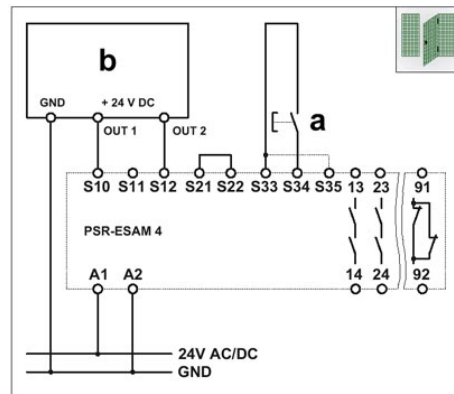 b
GND + 24 V DC
OUT 1 OUT 2
a
S10 S11 S12 S21 S22 S33 S34 S35 13 23 91
PSR-ESAM 4
A1 A2 14 24 92
24V AC/DC
GND